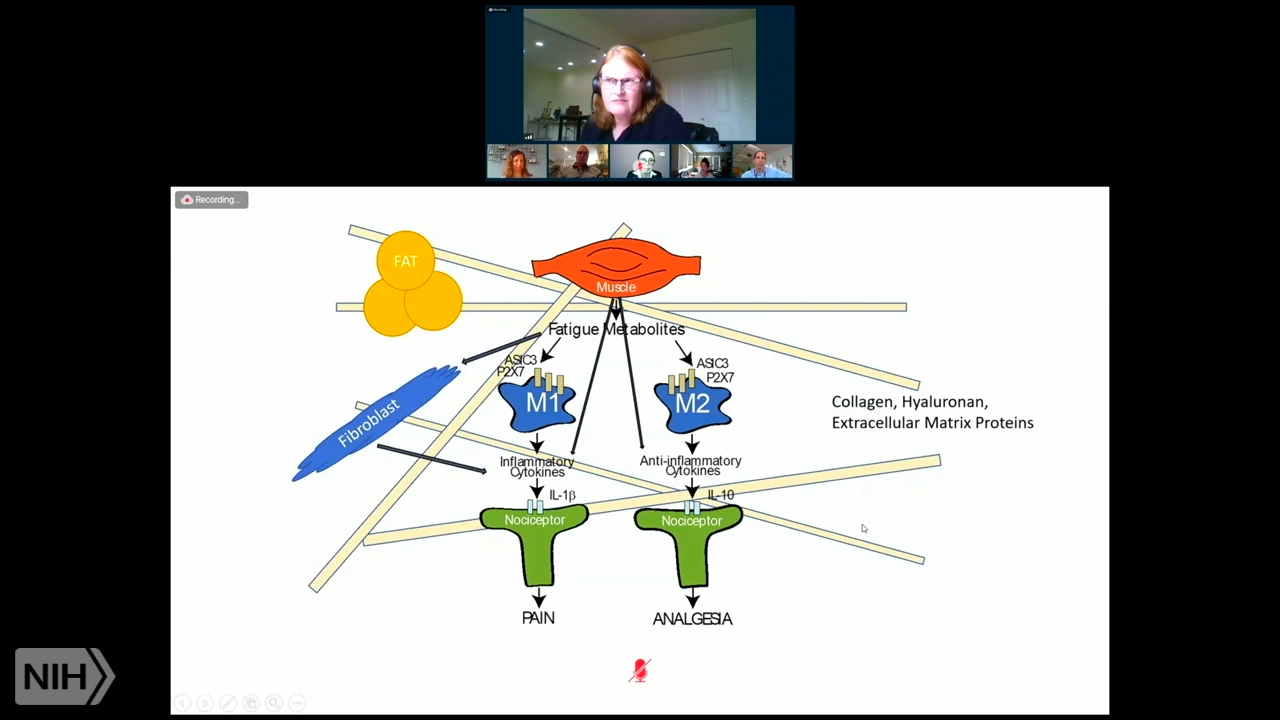 Recording...
Recording...
FAT
Muscle
Fatigue Metabolites
ASIC3
P2X7
ASIC3
P2X7
M1
M2
Collagen, Hyaluronan,
Extracellular Matrix Proteins
Fibroblast
Inflammatory
Cytokines
Anti-inflammatory
Cytokines
IL-1β
IL-10
Nociceptor
Nociceptor
PAIN
ANALGESIA
NIH